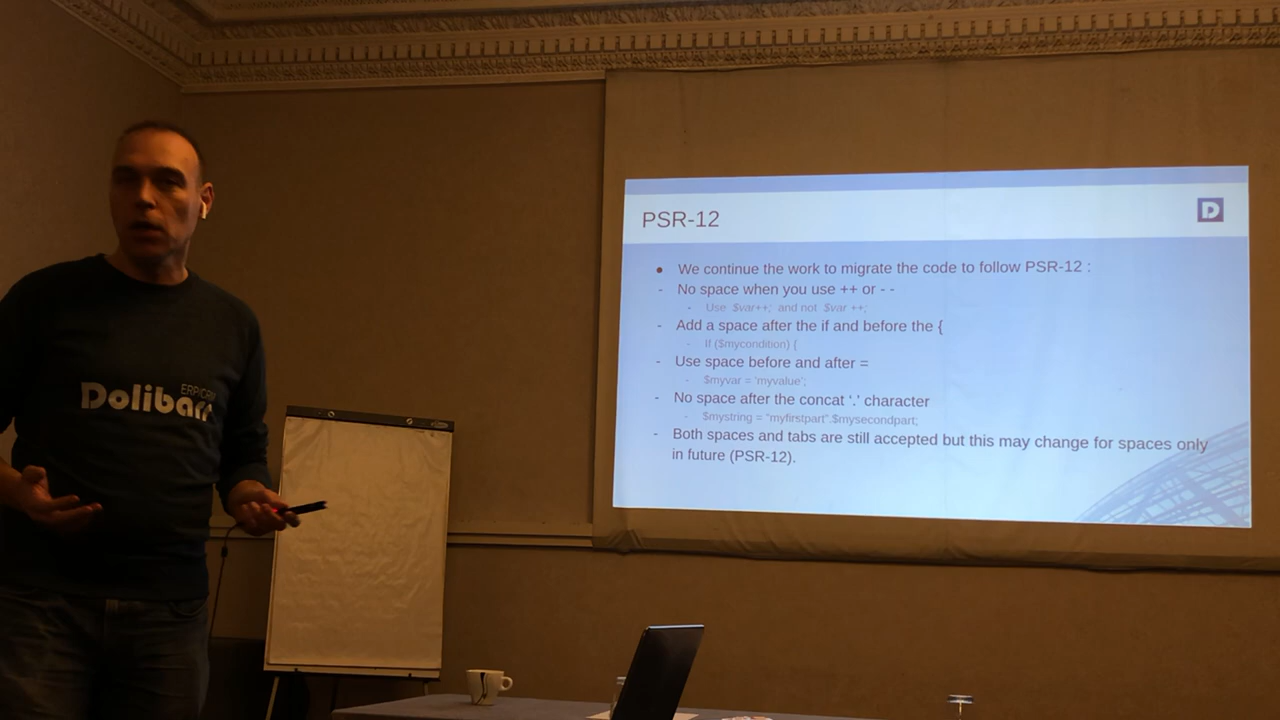 PSR-12
D
● We continue the work to migrate the code to follow PSR-12 :
- No space when you use ++ or - -
- Use $var++; and not $var ++;
- Add a space after the if and before the {
- If ($mycondition) {
- Use space before and after =
- $myvar = 'myvalue';
- No space after the concat '.' character
- $mystring = "myfirstpart".$mysecondpart;
- Both spaces and tabs are still accepted but this may change for spaces only
in future (PSR-12).
Dolibarr